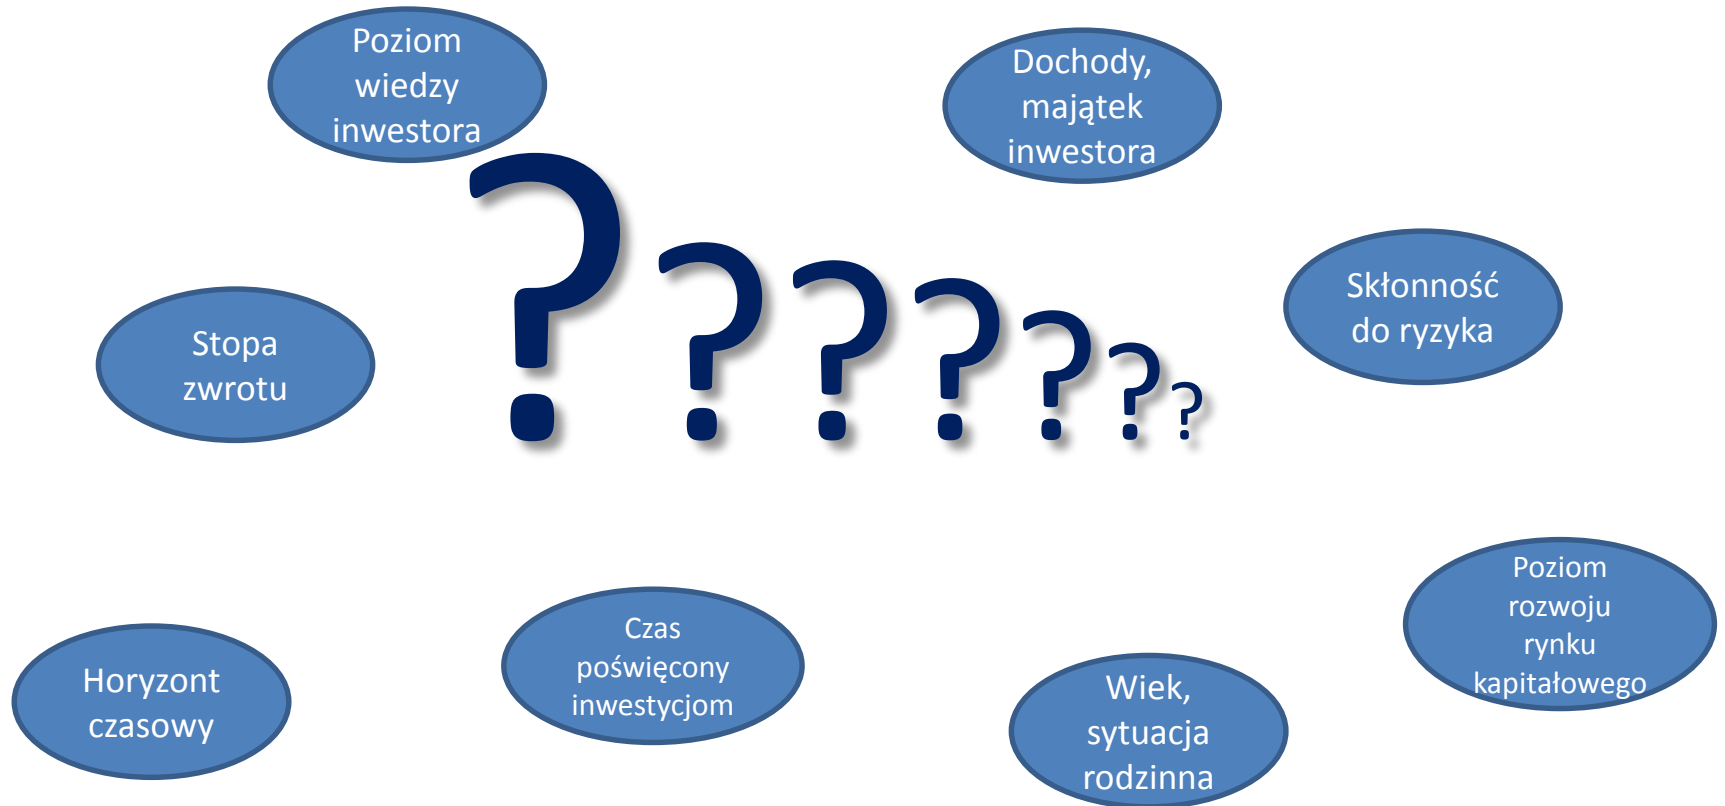 Poziom
wiedzy
inwestora
Dochody,
majątek
inwestora
? ? ? ? ? ? ?
Skłonność
do ryzyka
Stopa
zwrotu
Poziom
rozwoju
rynku
kapitałowego
Czas
poświęcony
inwestycjom
Horyzont
czasowy
Wiek,
sytuacja
rodzinna